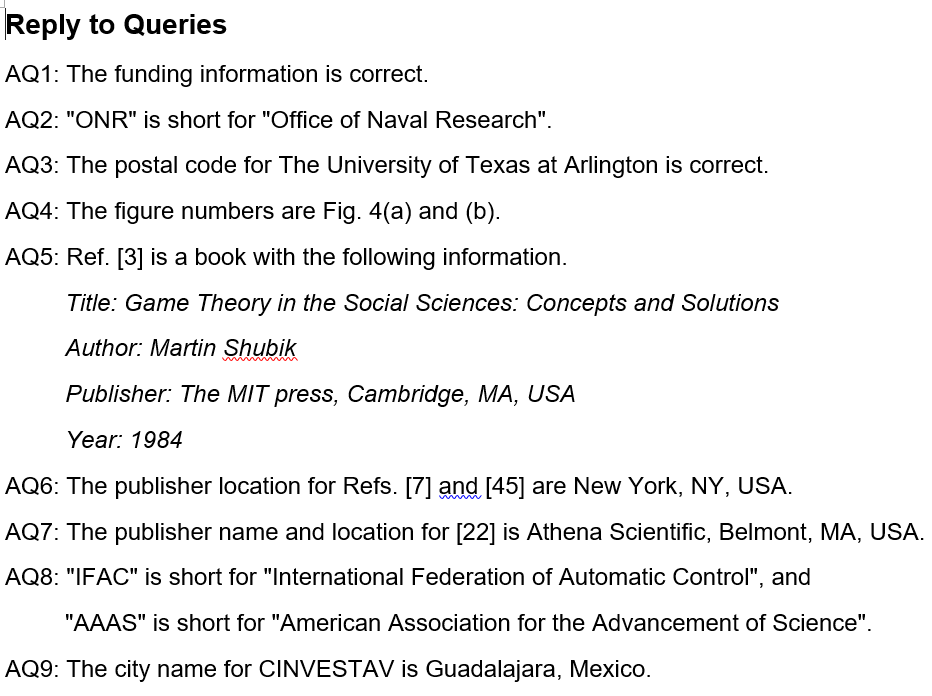 Reply to Queries
AQ1: The funding information is correct.
AQ2: "ONR" is short for "Office of Naval Research".
AQ3: The postal code for The University of Texas at Arlington is correct.
AQ4: The figure numbers are Fig. 4(a) and (b).
AQ5: Ref. [3] is a book with the following information.
Title: Game Theory in the Social Sciences: Concepts and Solutions
Author: Martin Shubik
Publisher: The MIT press, Cambridge, MA, USA
Year: 1984
AQ6: The publisher location for Refs. [7] and [45] are New York, NY, USA.
AQ7: The publisher name and location for [22] is Athena Scientific, Belmont, MA, USA.
AQ8: "IFAC" is short for "International Federation of Automatic Control", and
"AAAS" is short for "American Association for the Advancement of Science".
AQ9: The city name for CINVESTAV is Guadalajara, Mexico.